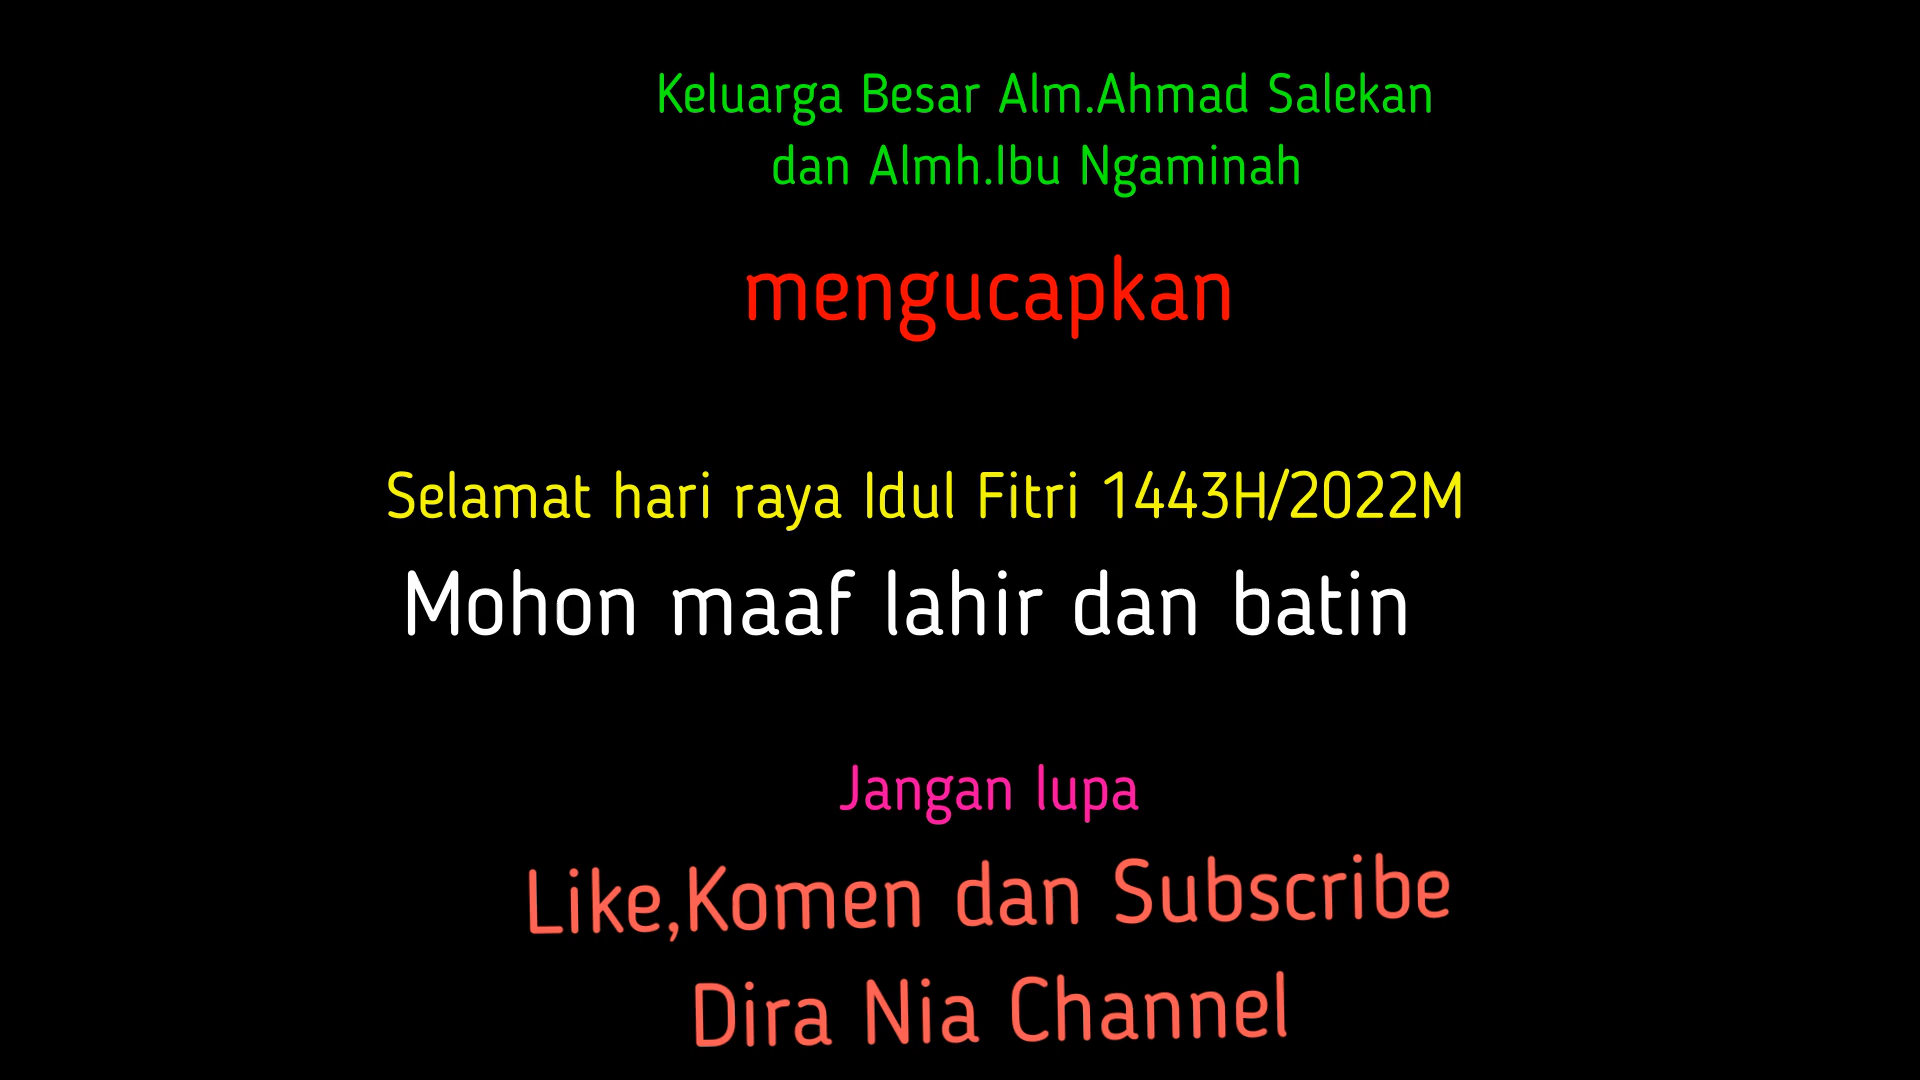 Keluarga Besar Alm.Ahmad Salekan
dan Almh.Ibu Ngaminah
mengucapkan
Selamat hari raya Idul Fitri 1443H/2022M
Mohon maaf lahir dan batin
Jangan lupa
Like,Komen dan Subscribe
Dira Nia Channel